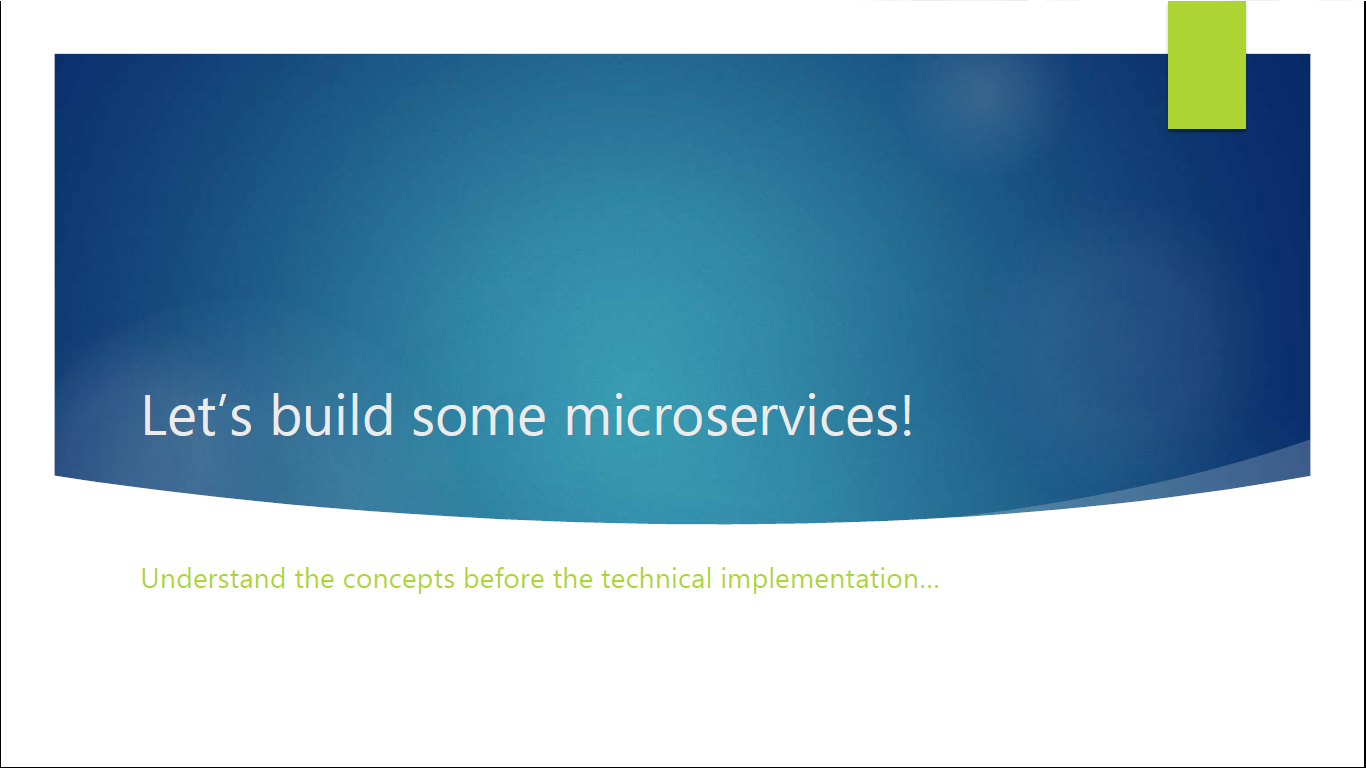 Let’s build some microservices!
Understand the concepts before the technical implementation…